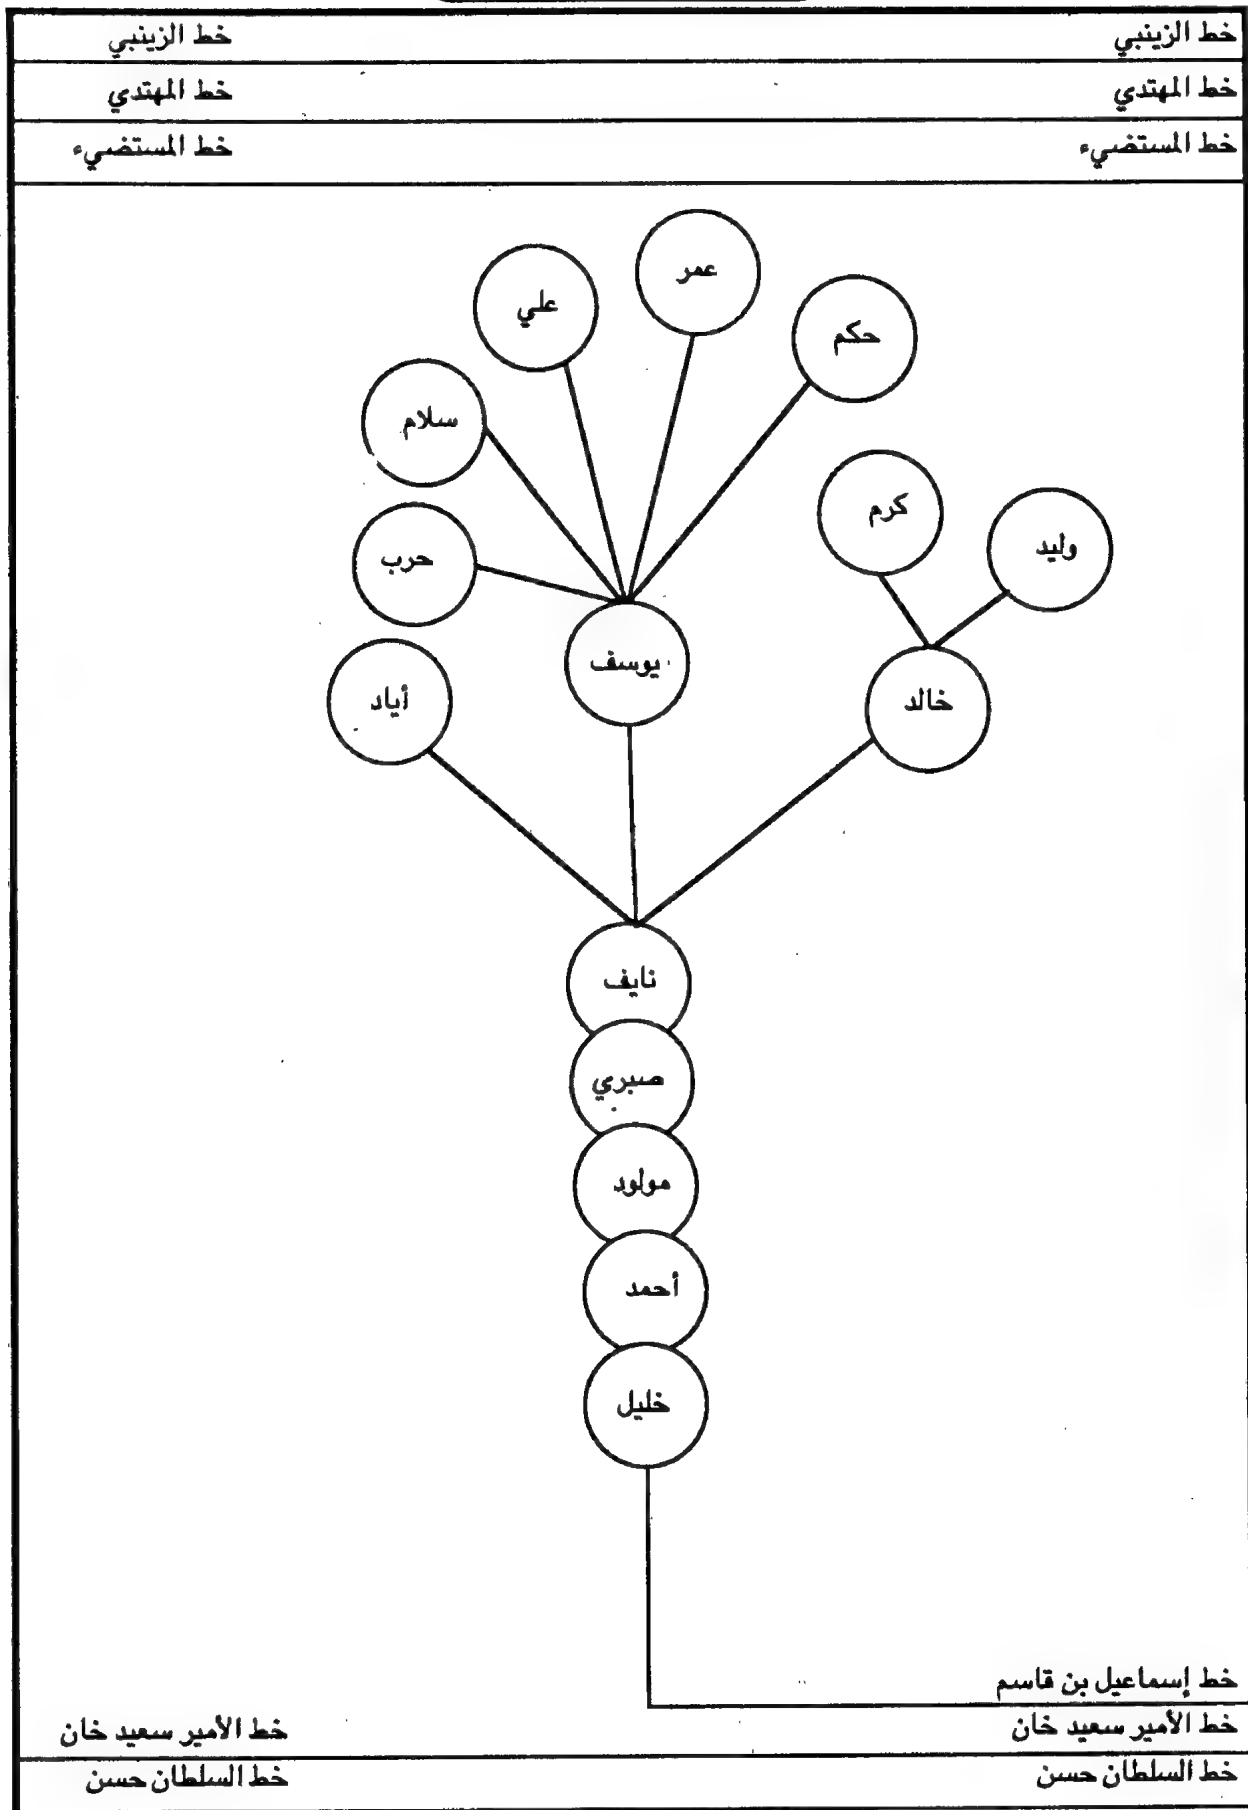 خط الزينبي خط الزينبي
خط المهتدي خط المهتدي
خط المستضيء خط المستضيء
عمر
علي
حكم
سلام
كرم
وليد
حرب
يوسف
أياد
خالد
نايف
صبري
مولود
أحمد
خليل
خط إسماعيل بن قاسم
خط الأمير سعيد خان خط الأمير سعيد خان
خط السلطان حسن خط السلطان حسن